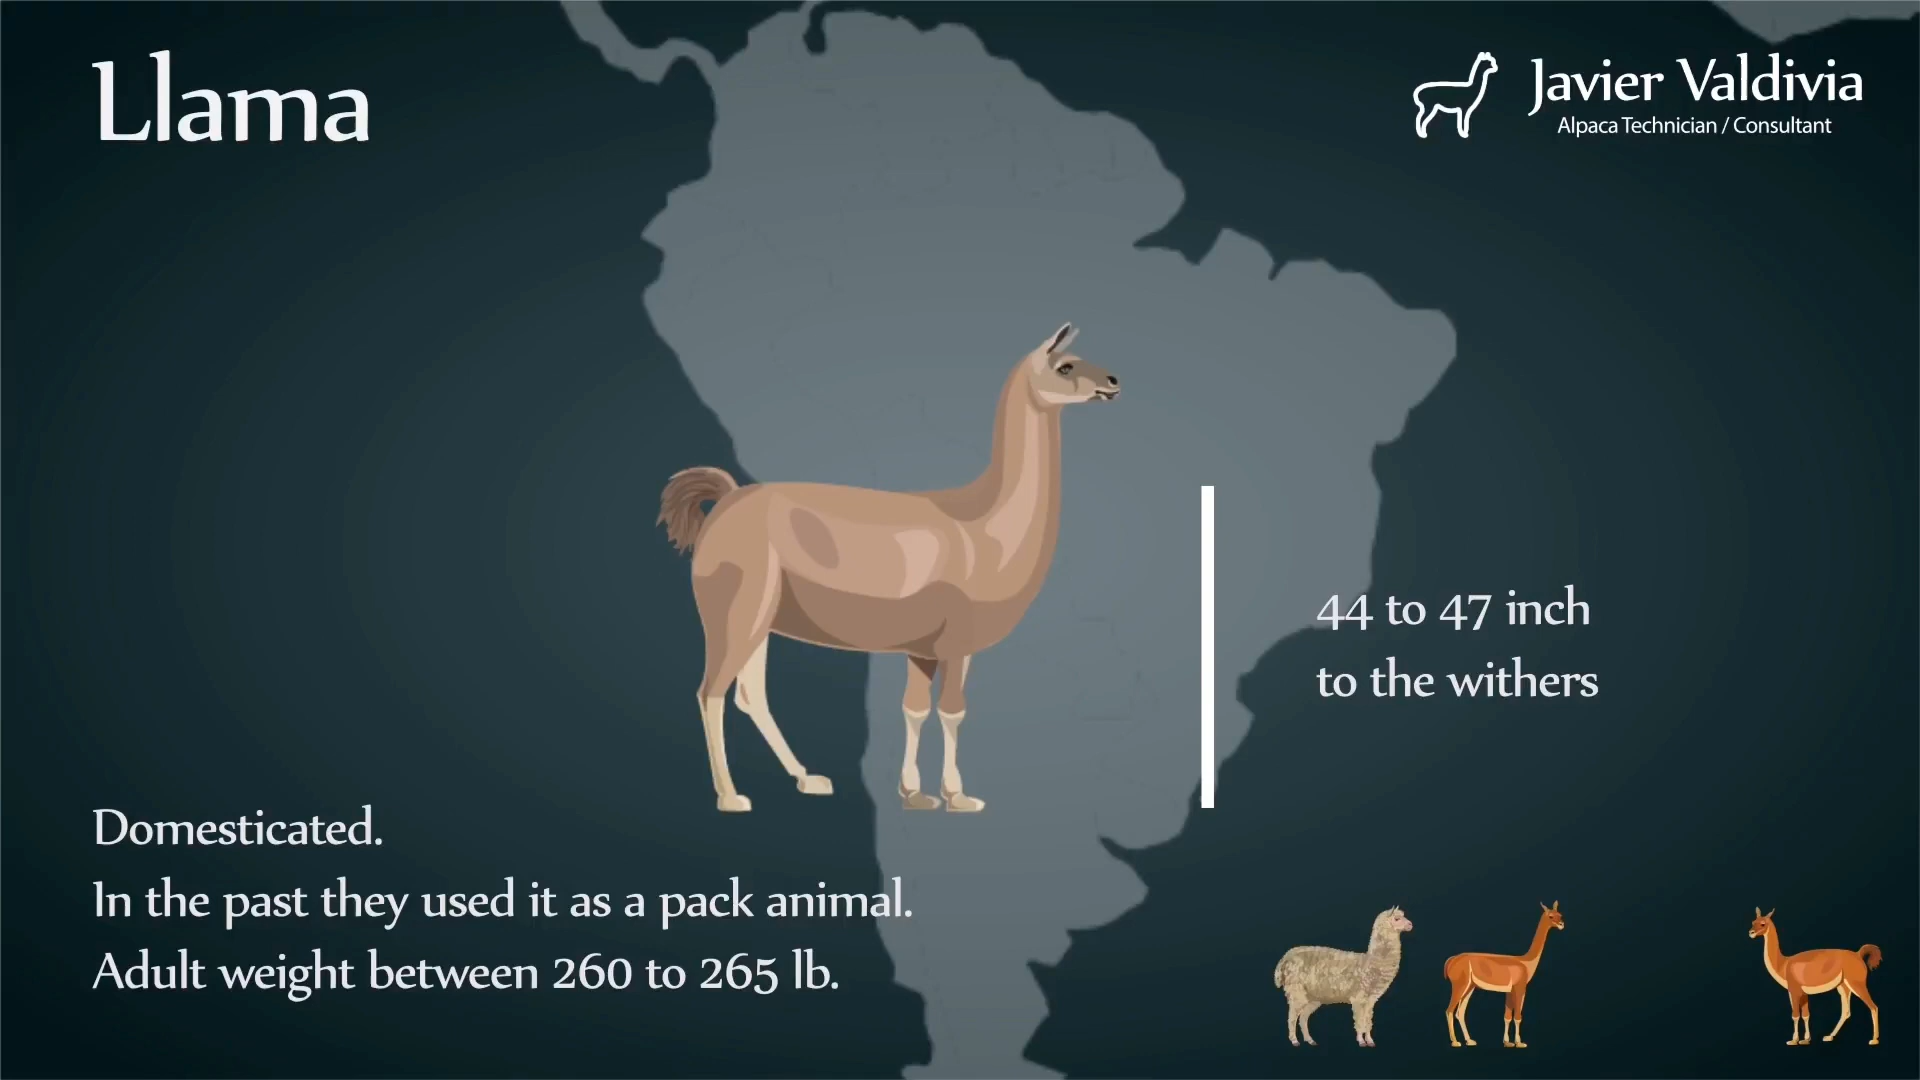 Llama
Javier Valdivia
Alpaca Technician / Consultant
44 to 47 inch
to the withers
Domesticated.
In the past they used it as a pack animal.
Adult weight between 260 to 265 lb.